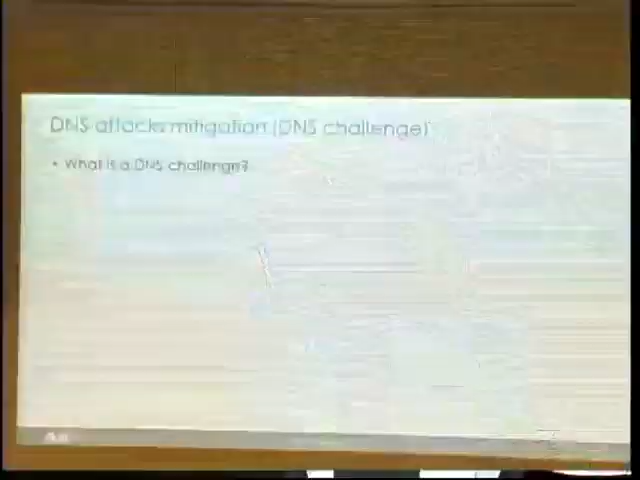 DNS attacks mitigation (DNS challenge)
• What is a DNS challenge?